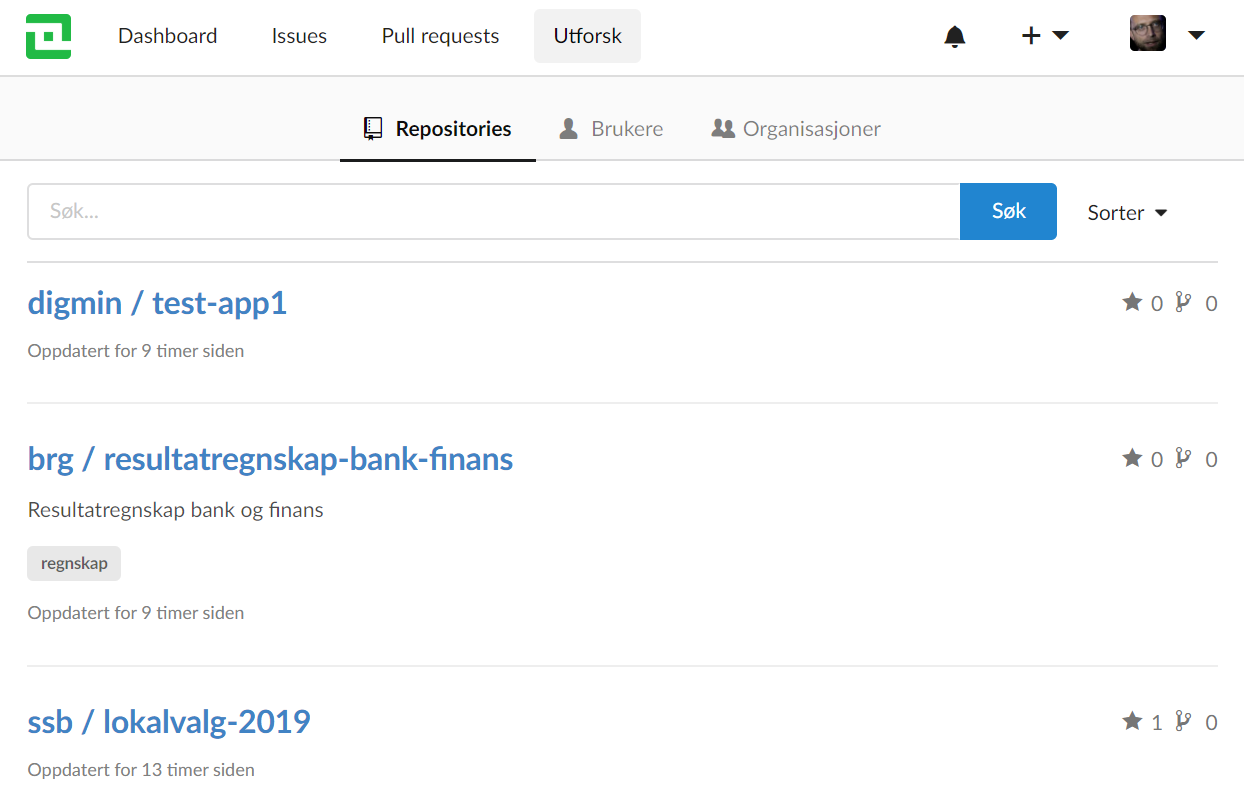 Dashboard Issues Pull requests Utforsk
Repositories Brukere Organisasjoner
Søk... Søk Sorter
digmin / test-app1 0 0
Oppdatert for 9 timer siden
brg / resultatregnskap-bank-finans 0 0
Resultatregnskap bank og finans
regnskap
Oppdatert for 9 timer siden
ssb / lokalvalg-2019 1 0
Oppdatert for 13 timer siden